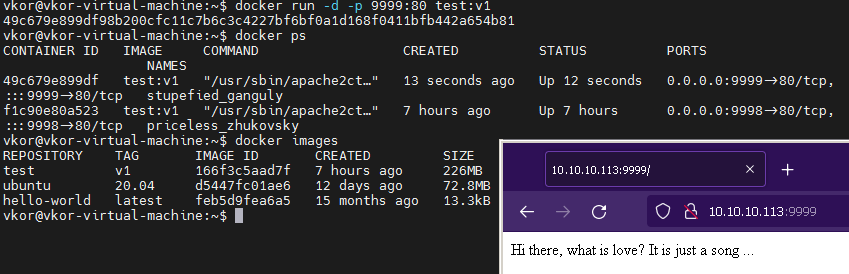 vkor@vkor-virtual-machine:~$ docker run -d -p 9999:80 test:v1
49c679e899df98b200cfc11c7b6c3c4227bf6bf0a1d168f0411bfb442a654b81
vkor@vkor-virtual-machine:~$ docker ps
CONTAINER ID   IMAGE     COMMAND                  CREATED          STATUS          PORTS
                 NAMES
49c679e899df   test:v1   "/usr/sbin/apache2ct…"   13 seconds ago   Up 12 seconds   0.0.0.0:9999→80/tcp,
:::9999→80/tcp   stupefied_ganguly
f1c90e80a523   test:v1   "/usr/sbin/apache2ct…"   7 hours ago      Up 7 hours      0.0.0.0:9998→80/tcp,
:::9998→80/tcp   priceless_zhukovsky
vkor@vkor-virtual-machine:~$ docker images
REPOSITORY    TAG       IMAGE ID       CREATED         SIZE
test          v1        166f3c5aad7f   7 hours ago     226MB
ubuntu        20.04     d5447fc01ae6   12 days ago     72.8MB
hello-world   latest    feb5d9fea6a5   15 months ago   13.3kB
vkor@vkor-virtual-machine:~$
10.10.10.113:9999/
10.10.10.113:9999
Hi there, what is love? It is just a song ...